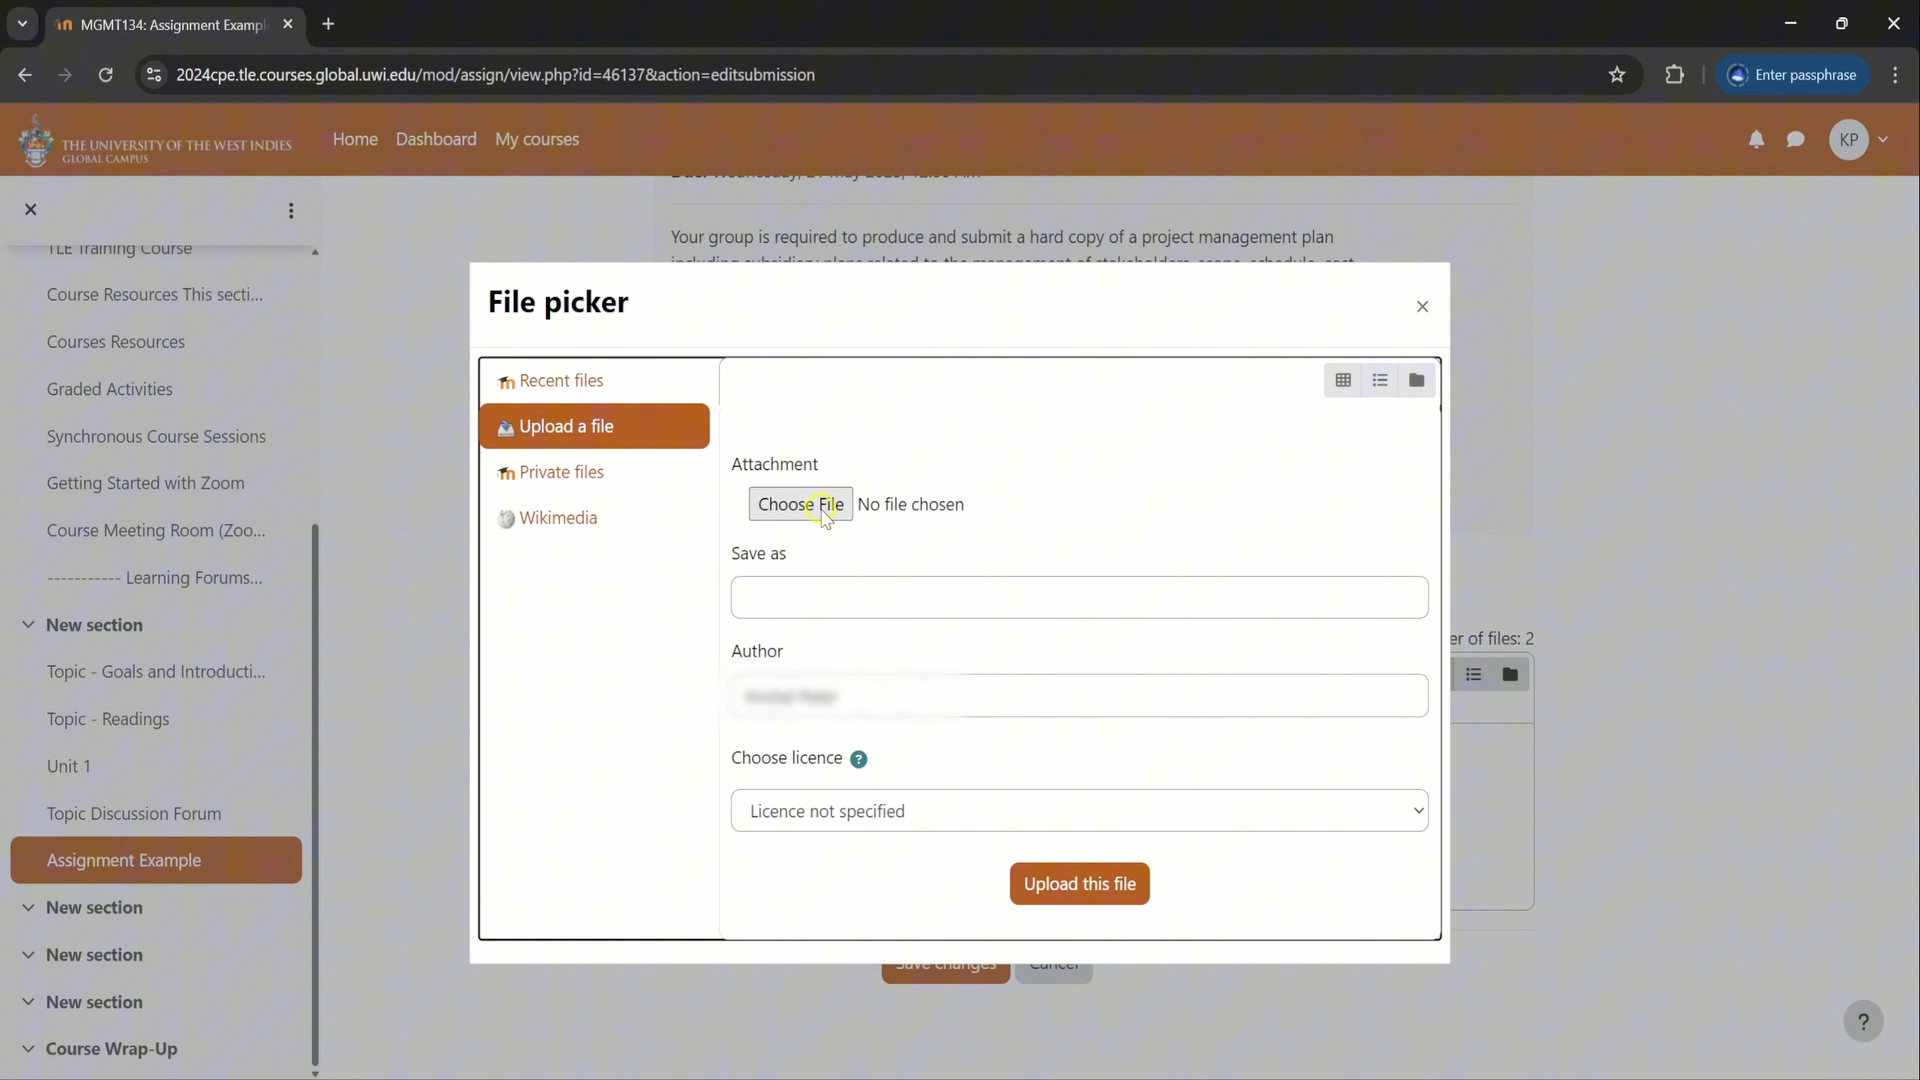 MGMT134: Assignment Exampl
2024cpe.tle.courses.global.uwi.edu/mod/assign/view.php?id=46137&action=editsubmission
Enter passphrase
THE UNIVERSITY OF THE WEST INDIES
GLOBAL CAMPUS
Home
Dashboard
My courses
KP
TLE Training Course
Course Resources This secti...
Courses Resources
Graded Activities
Synchronous Course Sessions
Getting Started with Zoom
Course Meeting Room (Zoo...
----------- Learning Forums...
New section
Topic - Goals and Introducti...
Topic - Readings
Unit 1
Topic Discussion Forum
Assignment Example
New section
New section
New section
Course Wrap-Up
Your group is required to produce and submit a hard copy of a project management plan
File picker
Recent files
Upload a file
Private files
Wikimedia
Attachment
Choose File No file chosen
Save as
Author
Choose licence ?
Licence not specified
Upload this file
er of files: 2
Save changes
Cancel
?